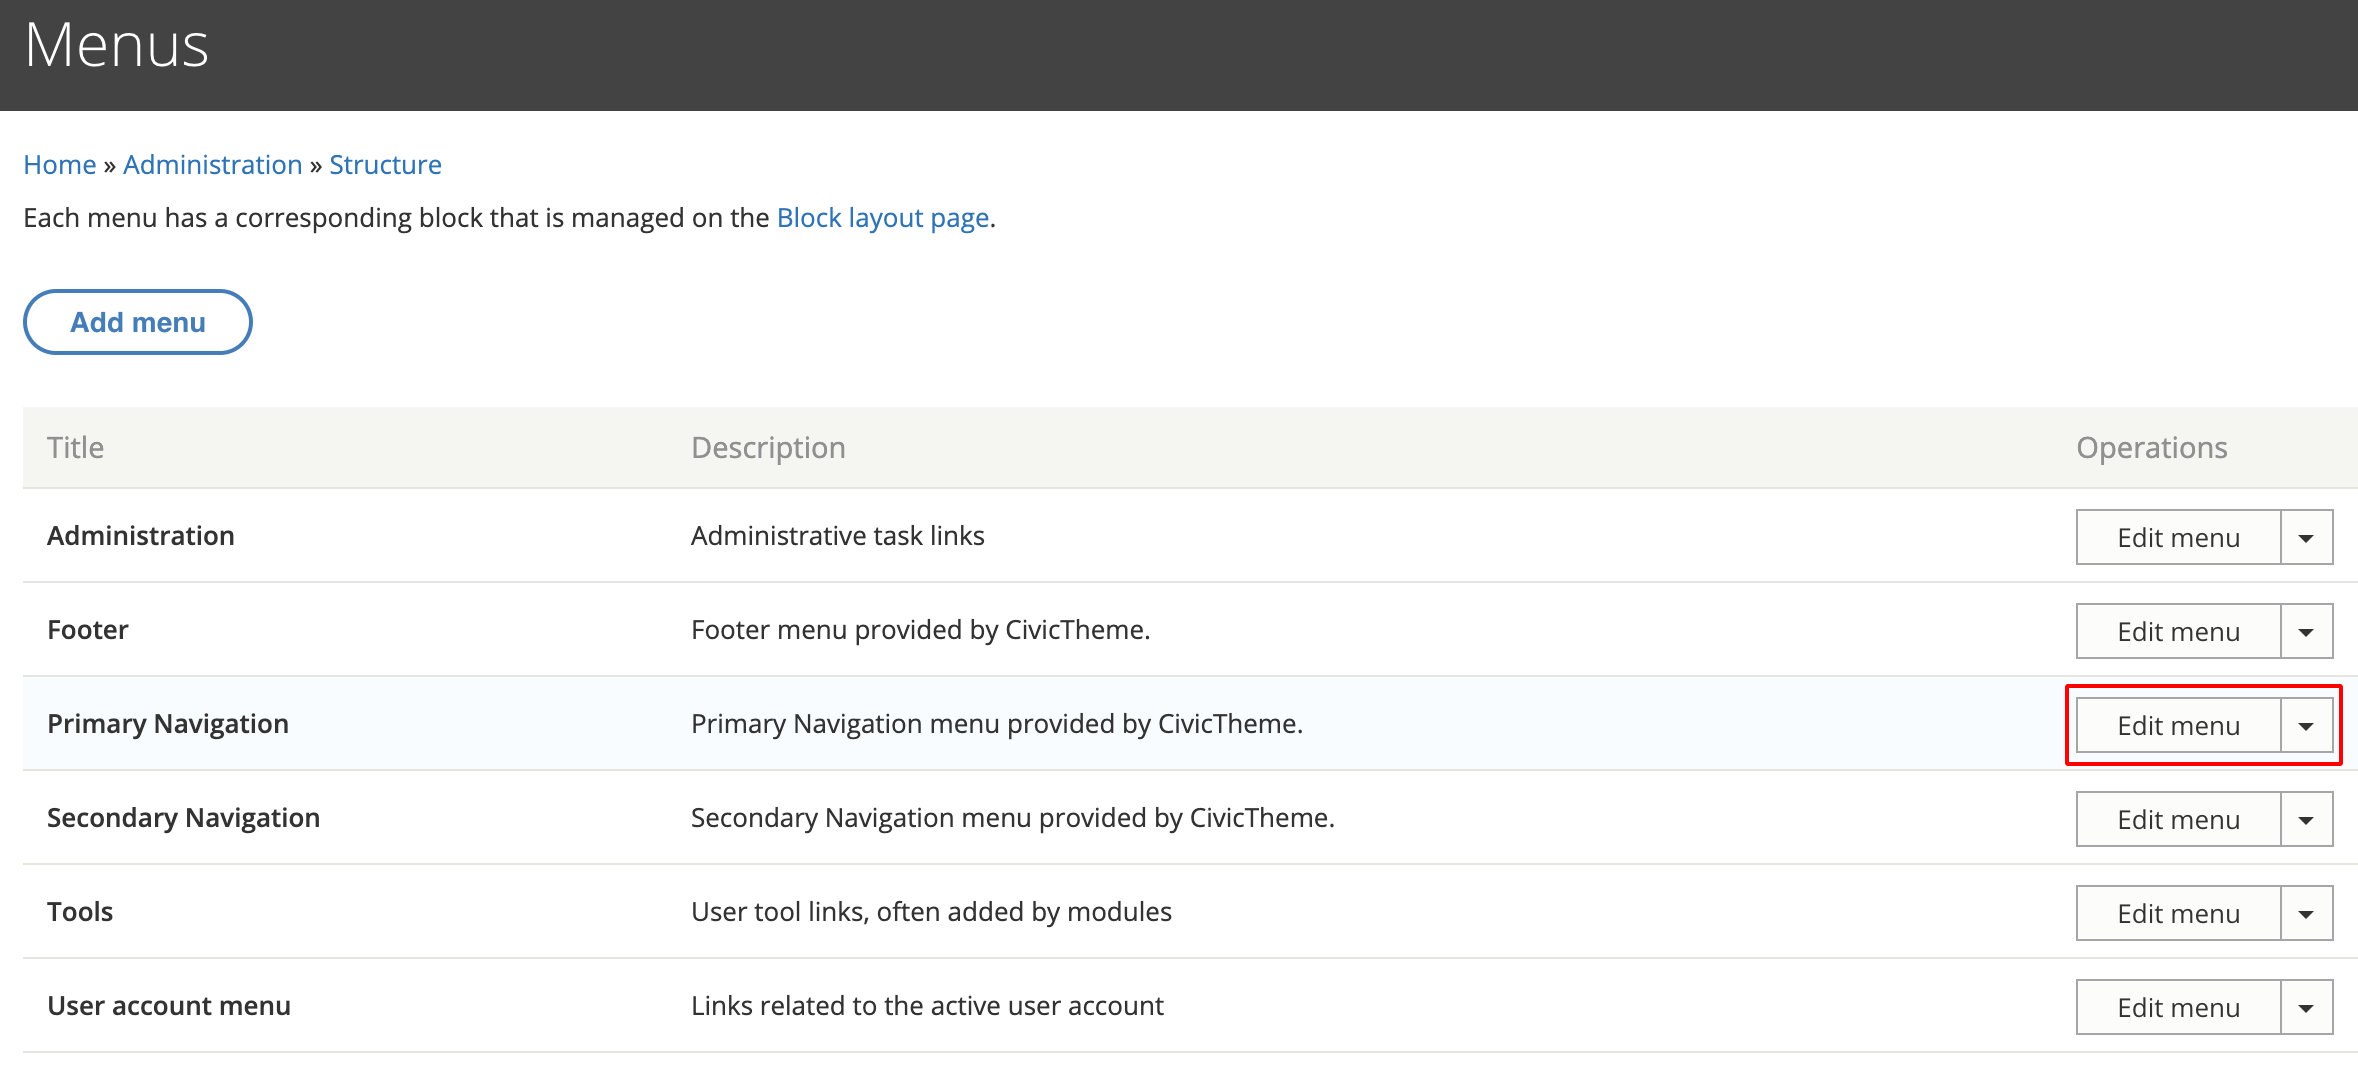 Menus
Home » Administration » Structure
Each menu has a corresponding block that is managed on the Block layout page.
Add menu
Title Description Operations
Administration Administrative task links Edit menu
Footer Footer menu provided by CivicTheme. Edit menu
Primary Navigation Primary Navigation menu provided by CivicTheme. Edit menu
Secondary Navigation Secondary Navigation menu provided by CivicTheme. Edit menu
Tools User tool links, often added by modules Edit menu
User account menu Links related to the active user account Edit menu